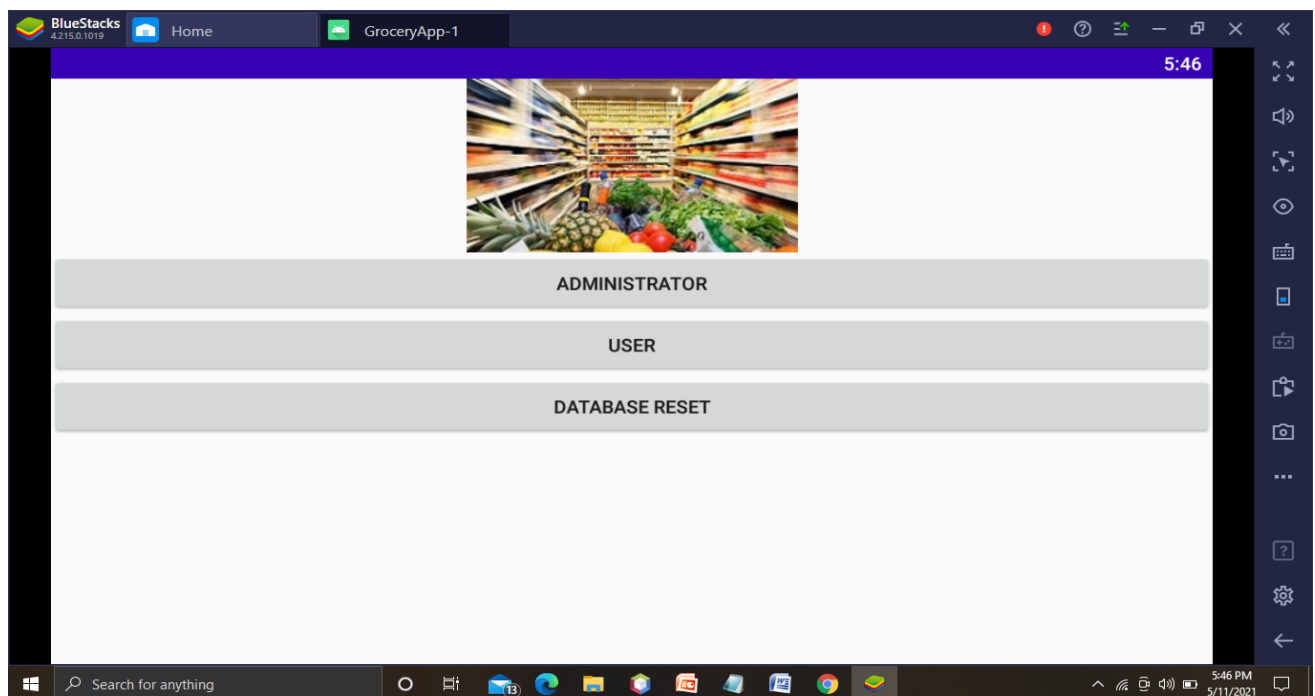 BlueStacks
4.215.0.1019
Home
GroceryApp-1
5:46
ADMINISTRATOR
USER
DATABASE RESET
Search for anything
13
5:46 PM
5/11/2021